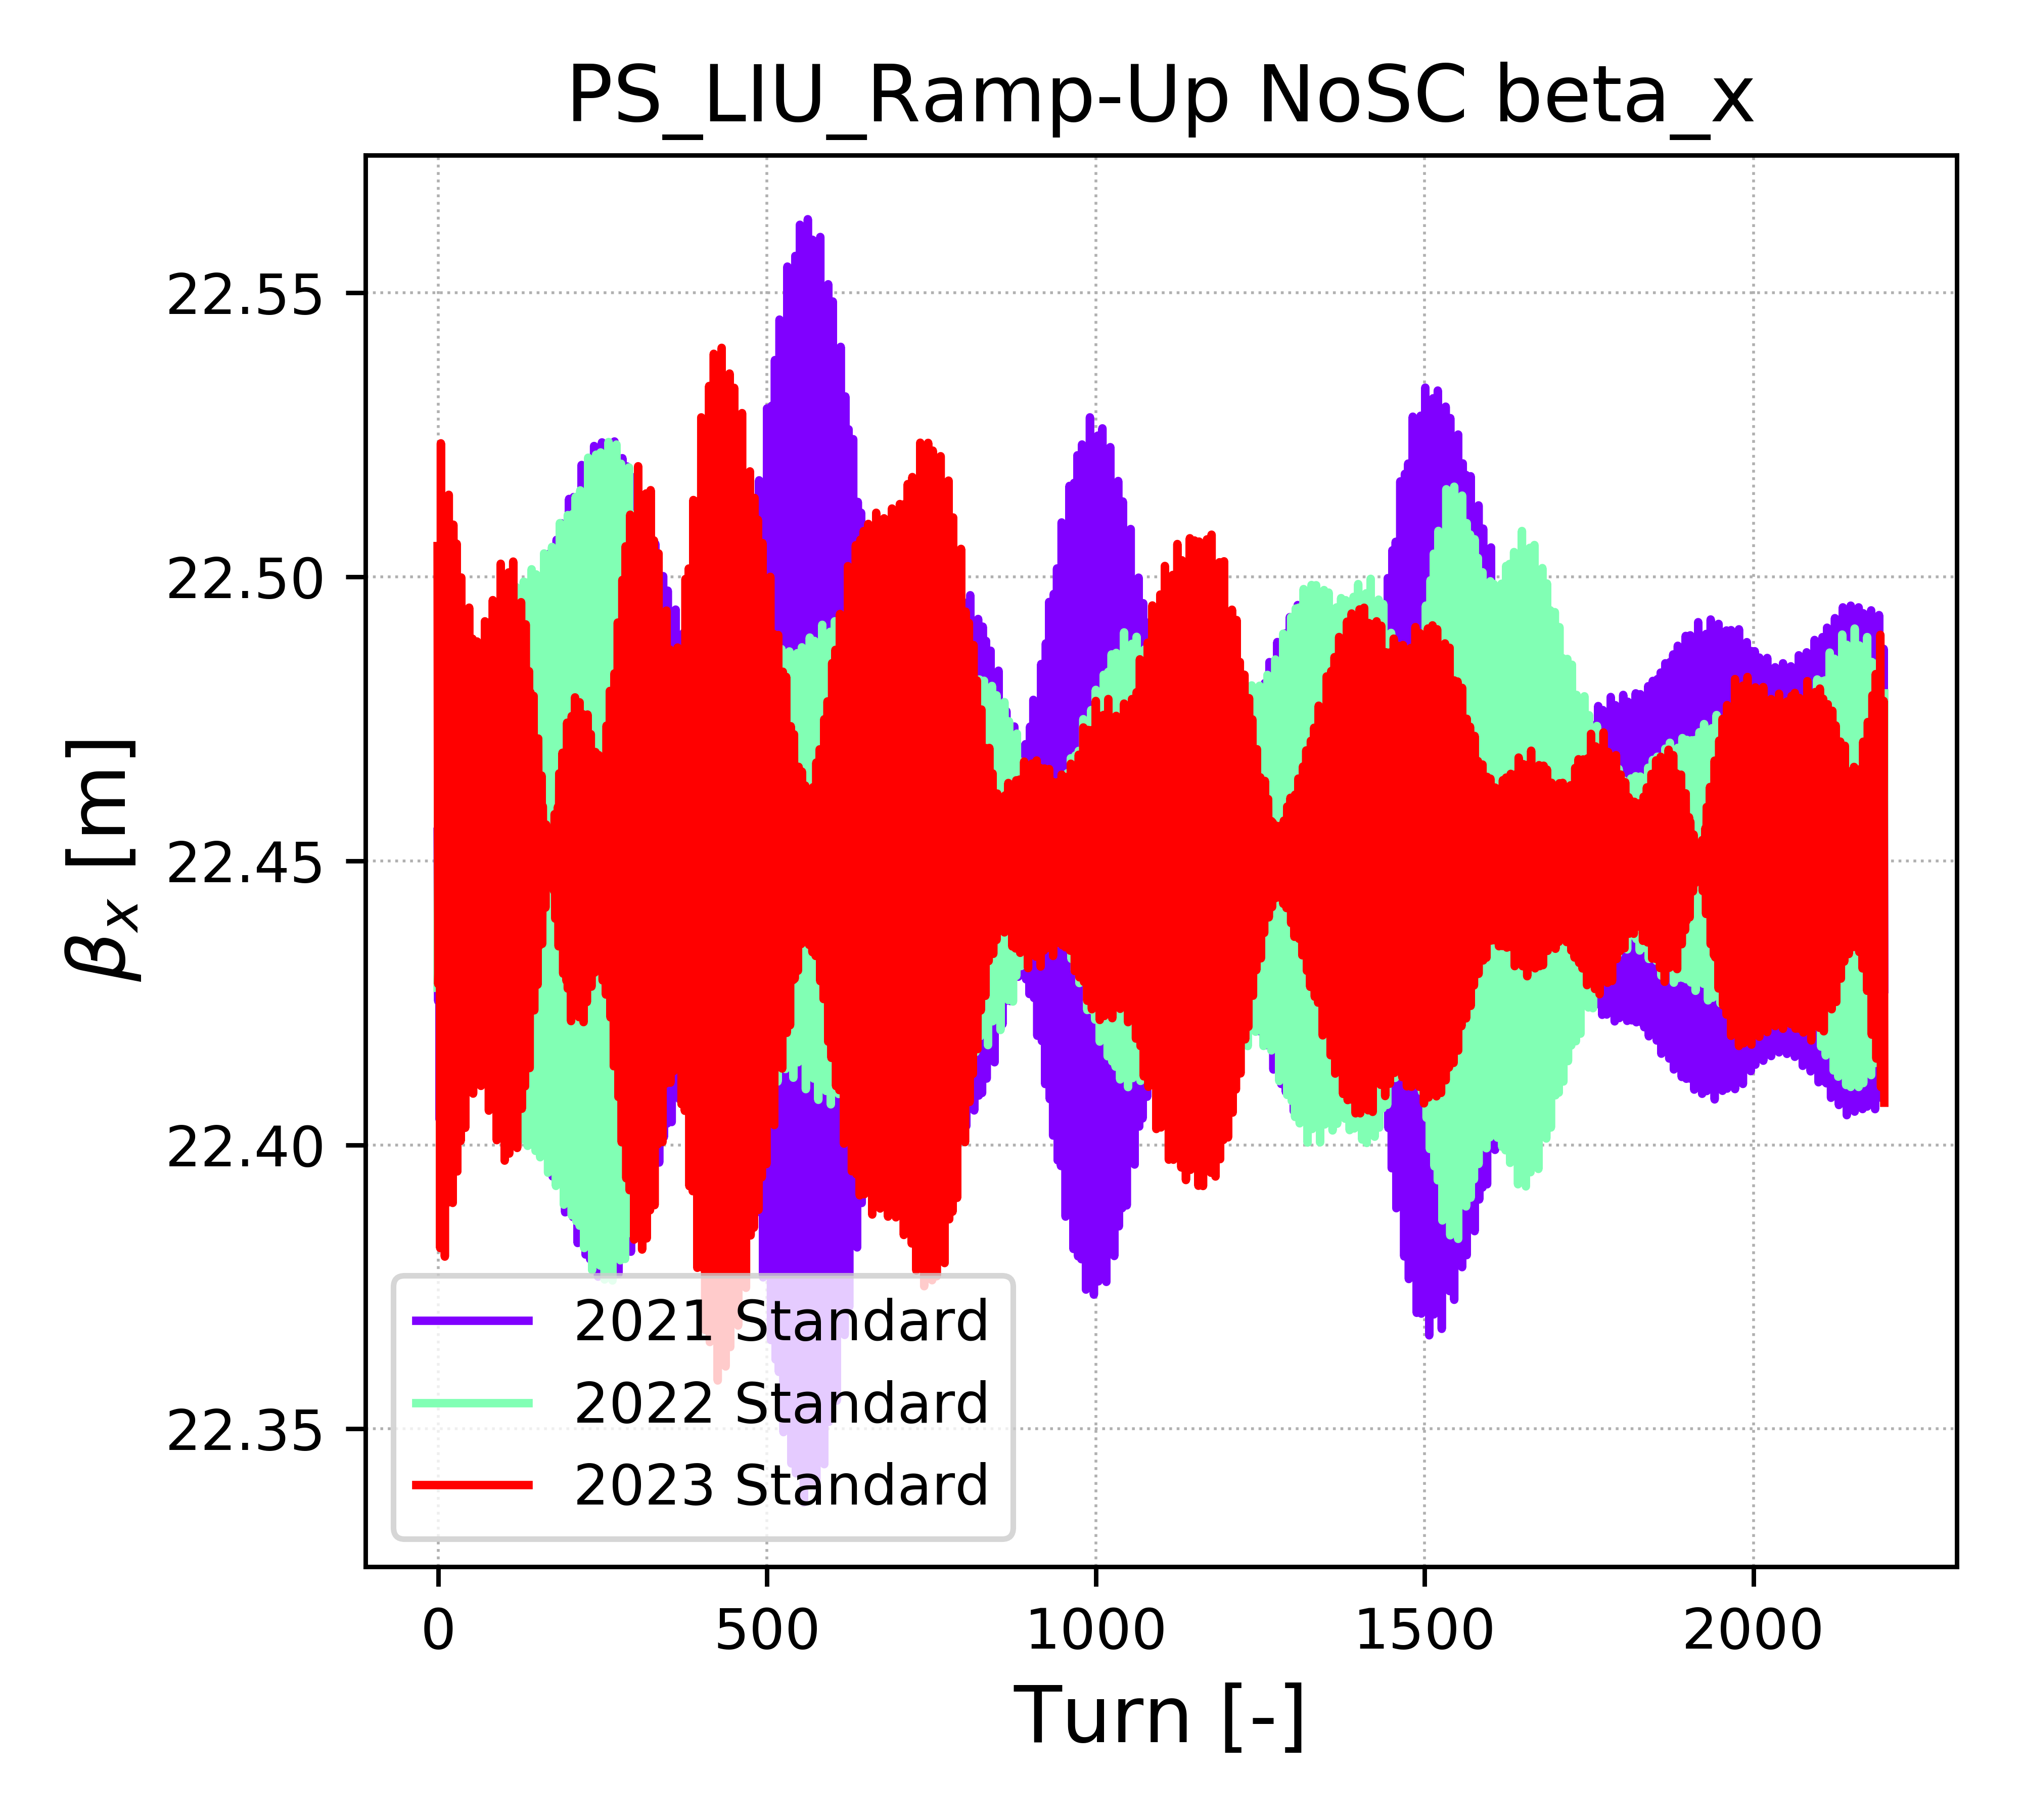 PS_LIU_Ramp-Up NoSC beta_x
22.55
22.50
22.45
22.40
22.35
βx [m]
2021 Standard
2022 Standard
2023 Standard
0 500 1000 1500 2000
Turn [-]